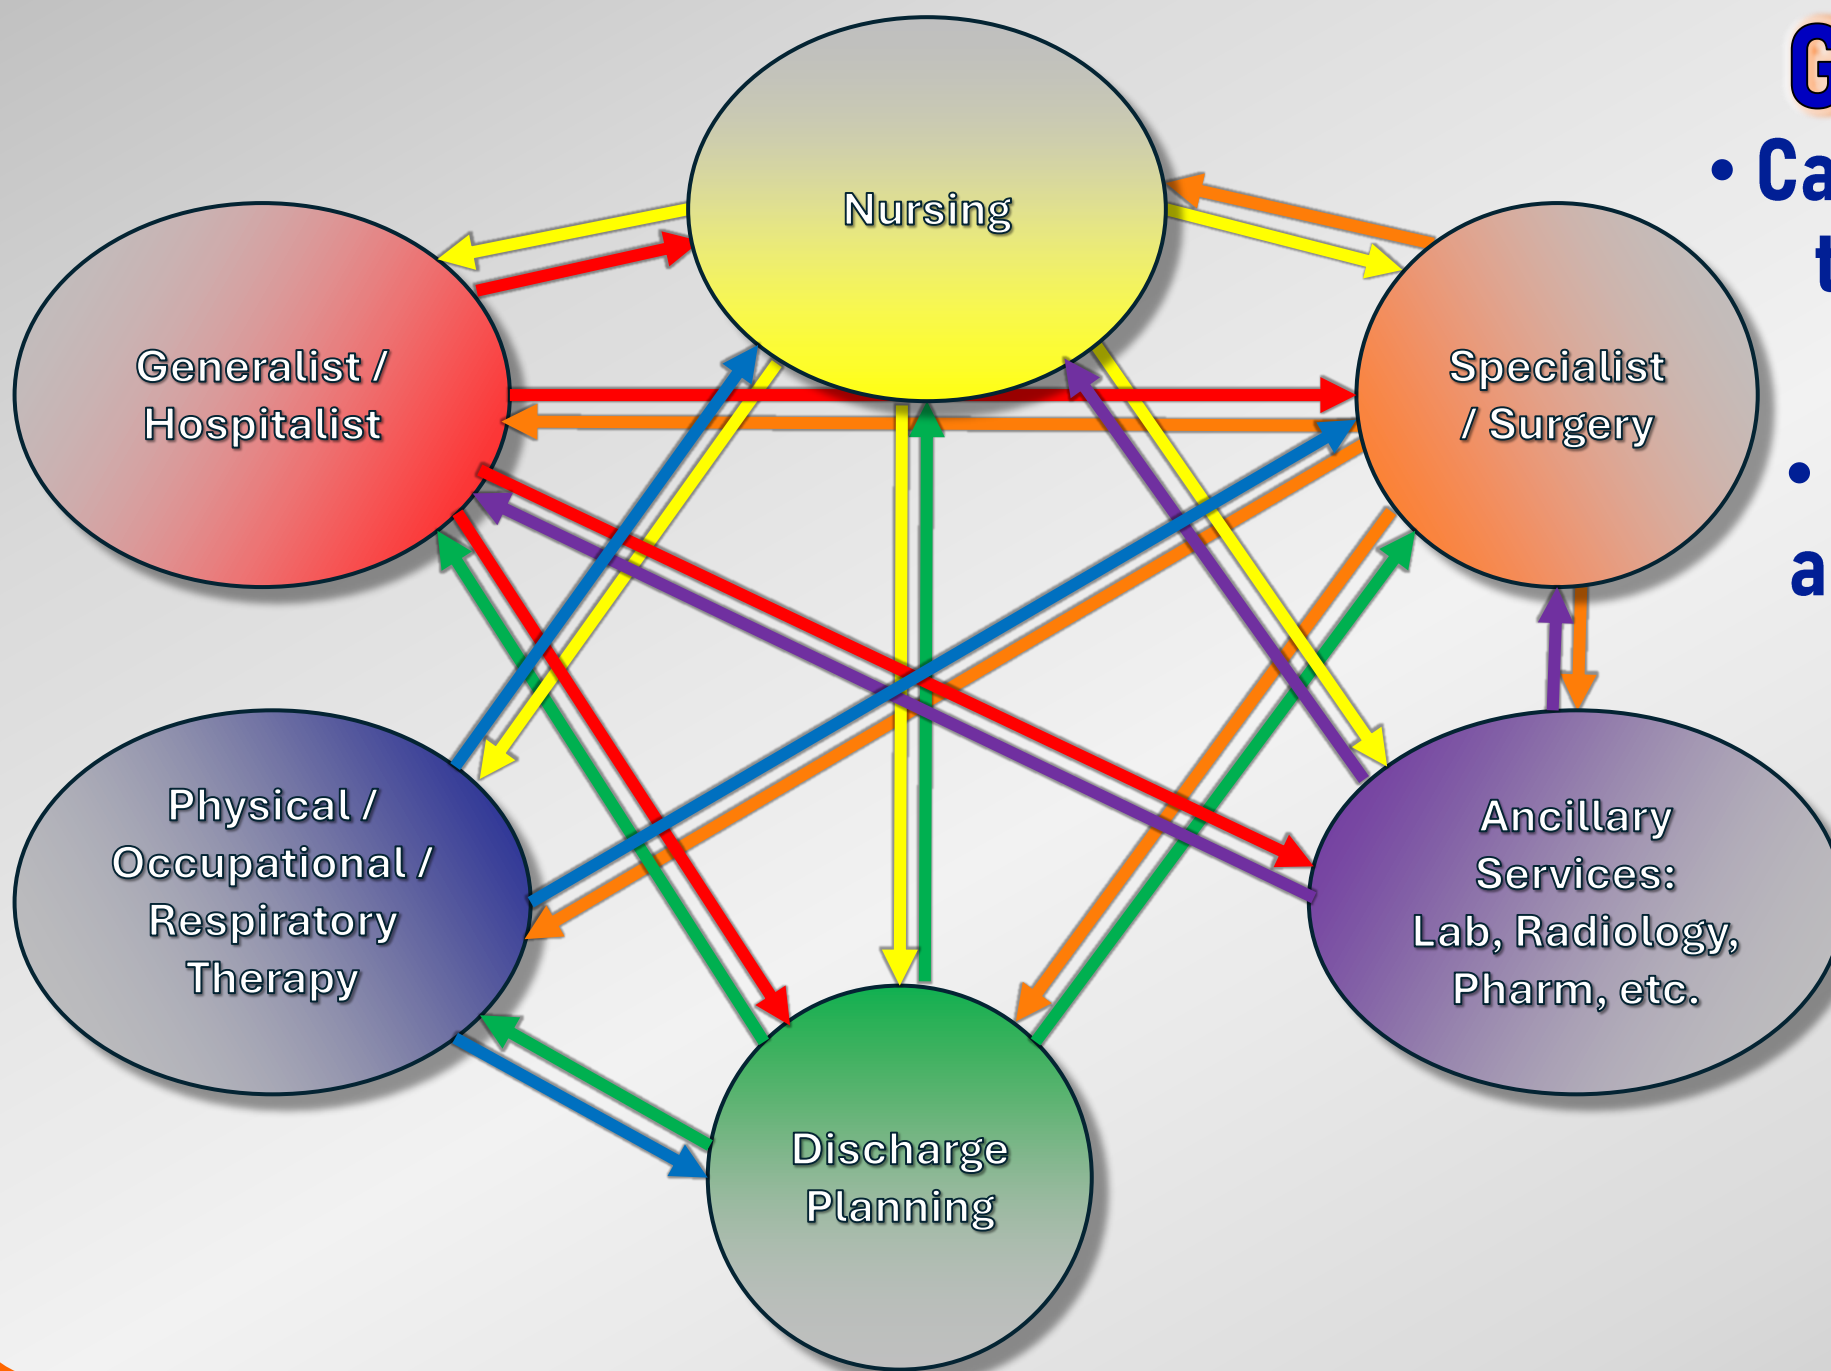 Nursing
Generalist /
Hospitalist
Specialist
/ Surgery
Physical /
Occupational /
Respiratory
Therapy
Ancillary
Services:
Lab, Radiology,
Pharm, etc.
Discharge
Planning